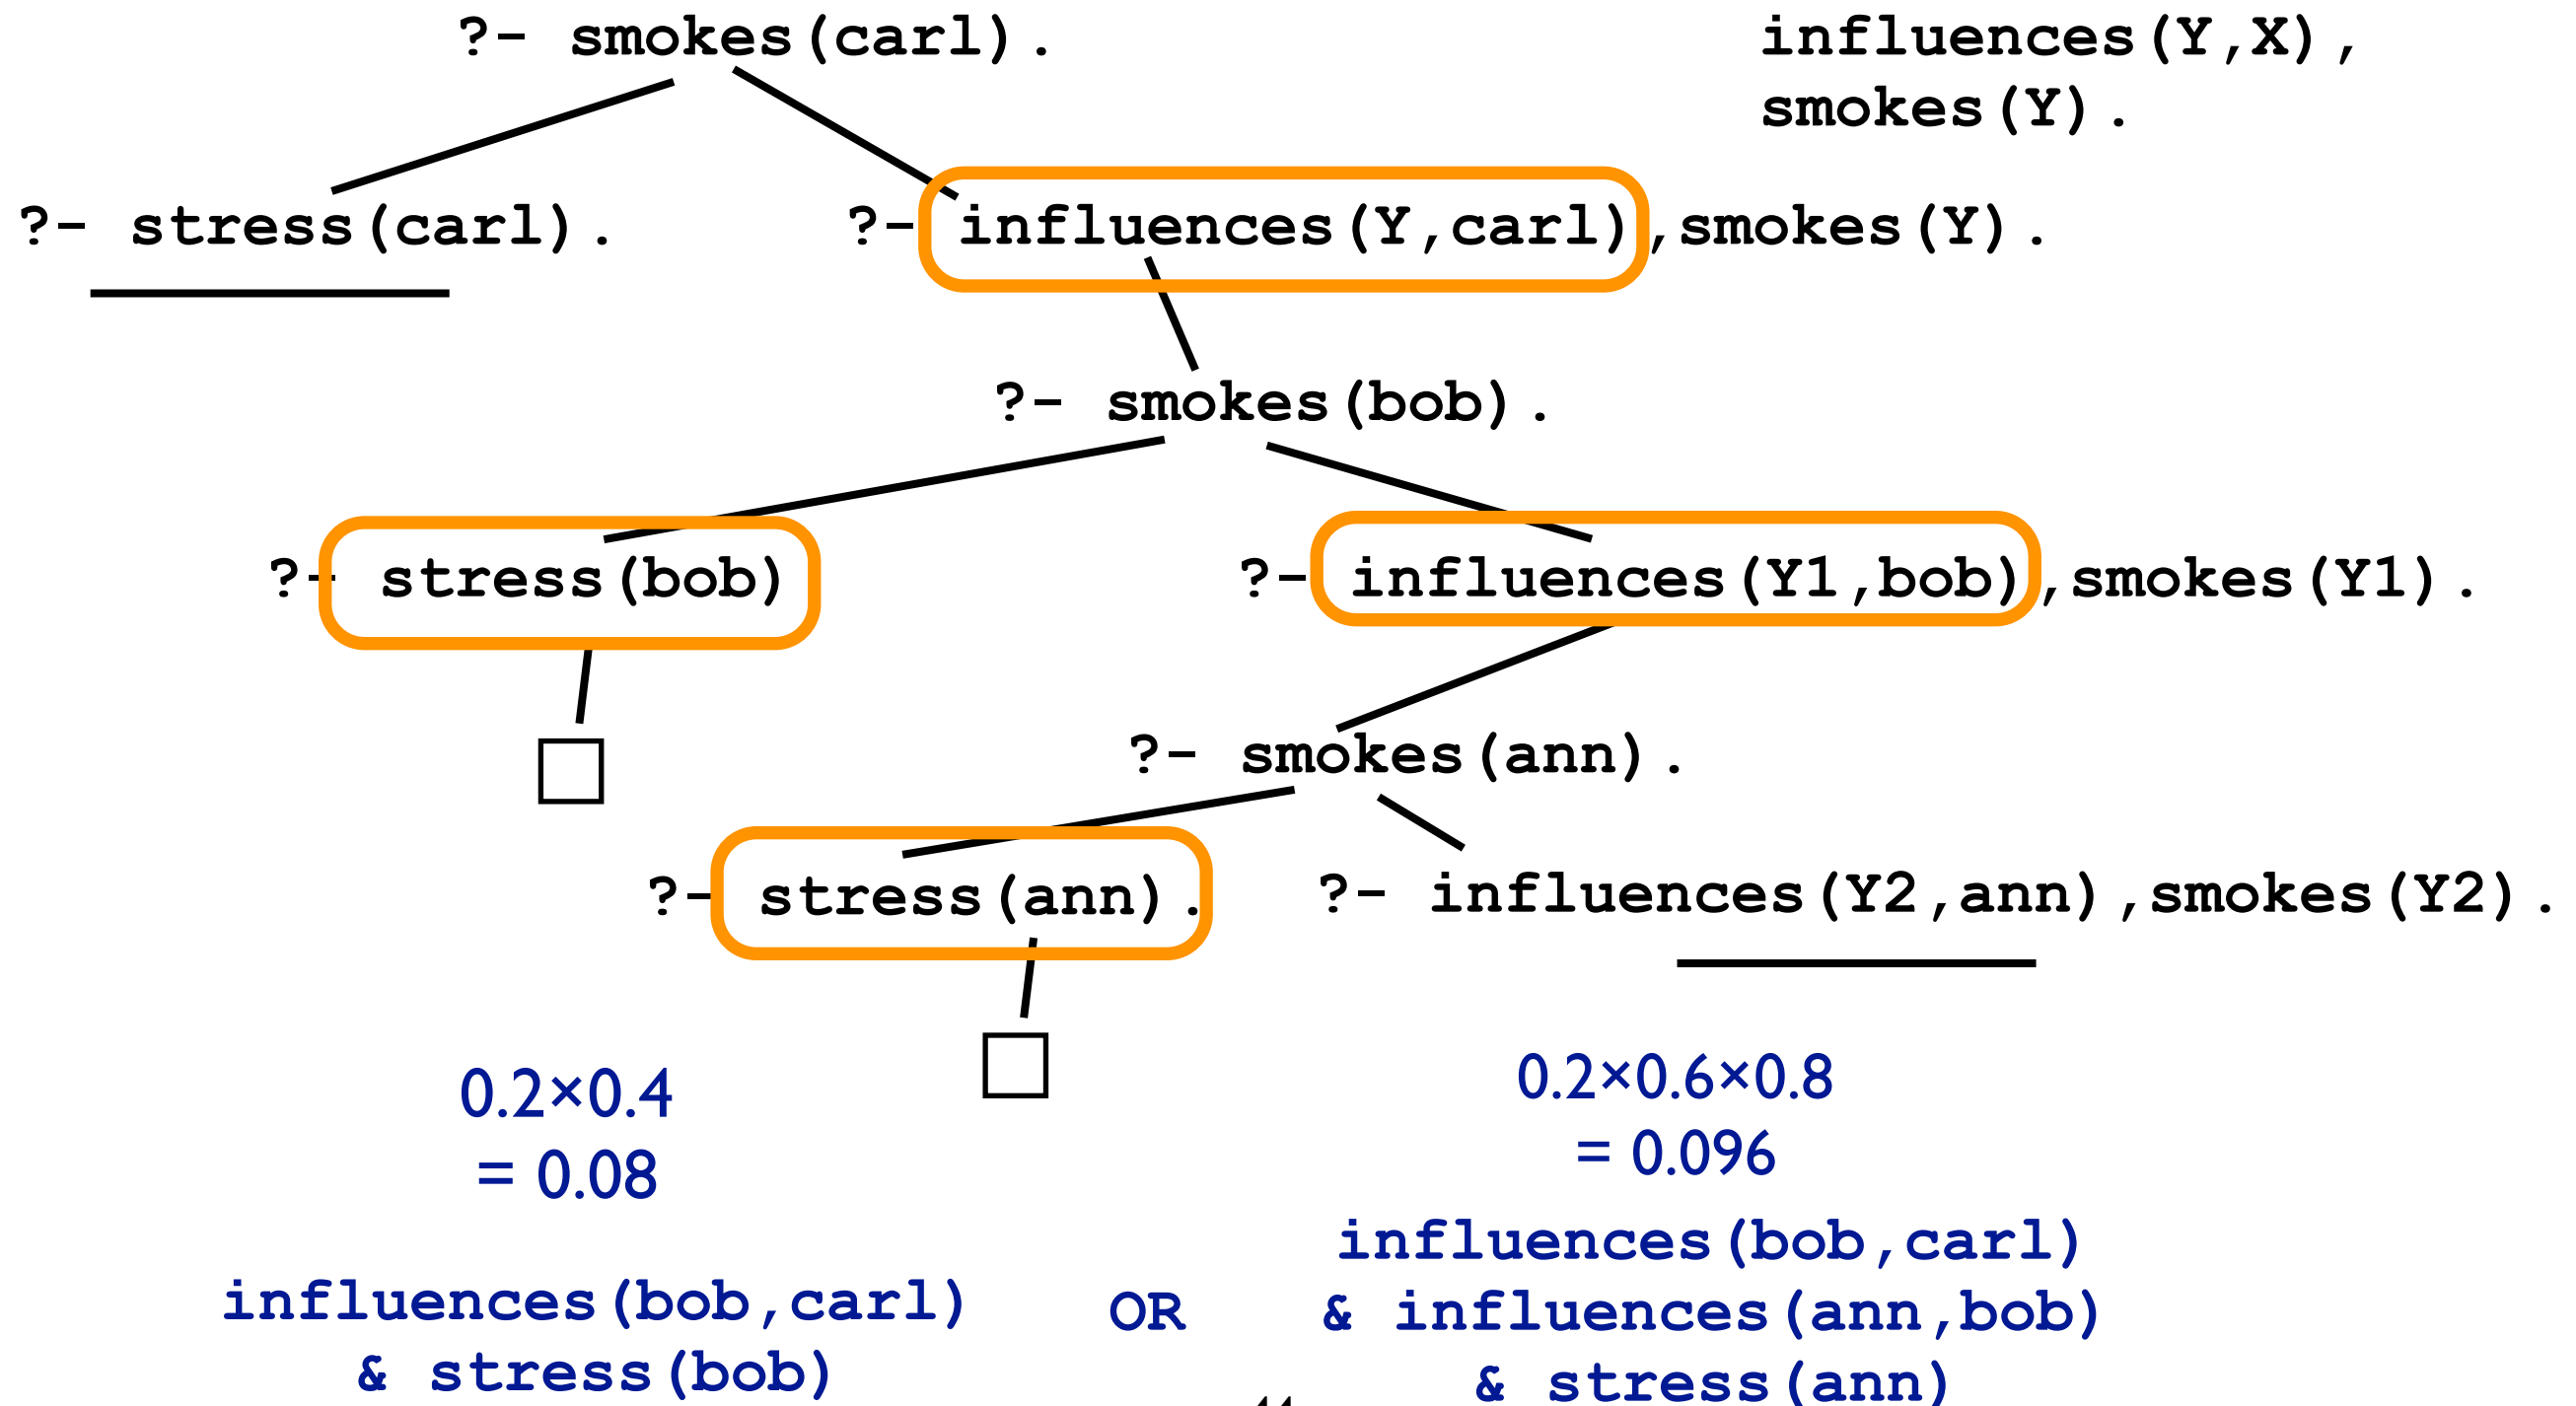 ?- smokes(carl).
influences(Y,X),
smokes(Y).
?- stress(carl).
?- influences(Y,carl),smokes(Y).
?- smokes(bob).
?- stress(bob)
?- influences(Y1,bob),smokes(Y1).
?- smokes(ann).
?- stress(ann).
?- influences(Y2,ann),smokes(Y2).
0.2×0.4
= 0.08
0.2×0.6×0.8
= 0.096
influences(bob,carl)
& stress(bob)
OR
influences(bob,carl)
& influences(ann,bob)
& stress(ann)